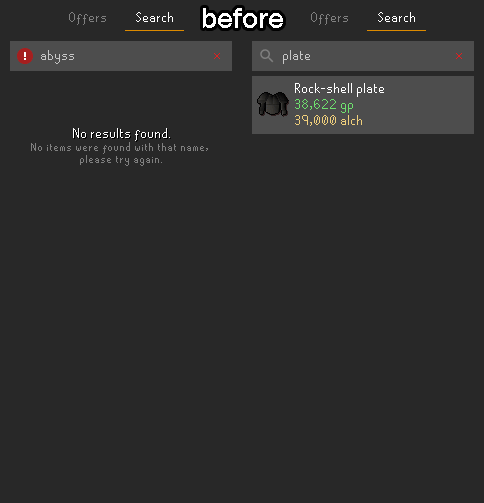 Offers Search before Offers Search
abyss
No results found.
No items were found with that name,
please try again.
plate
Rock-shell plate
38,622 gp
39,000 alch